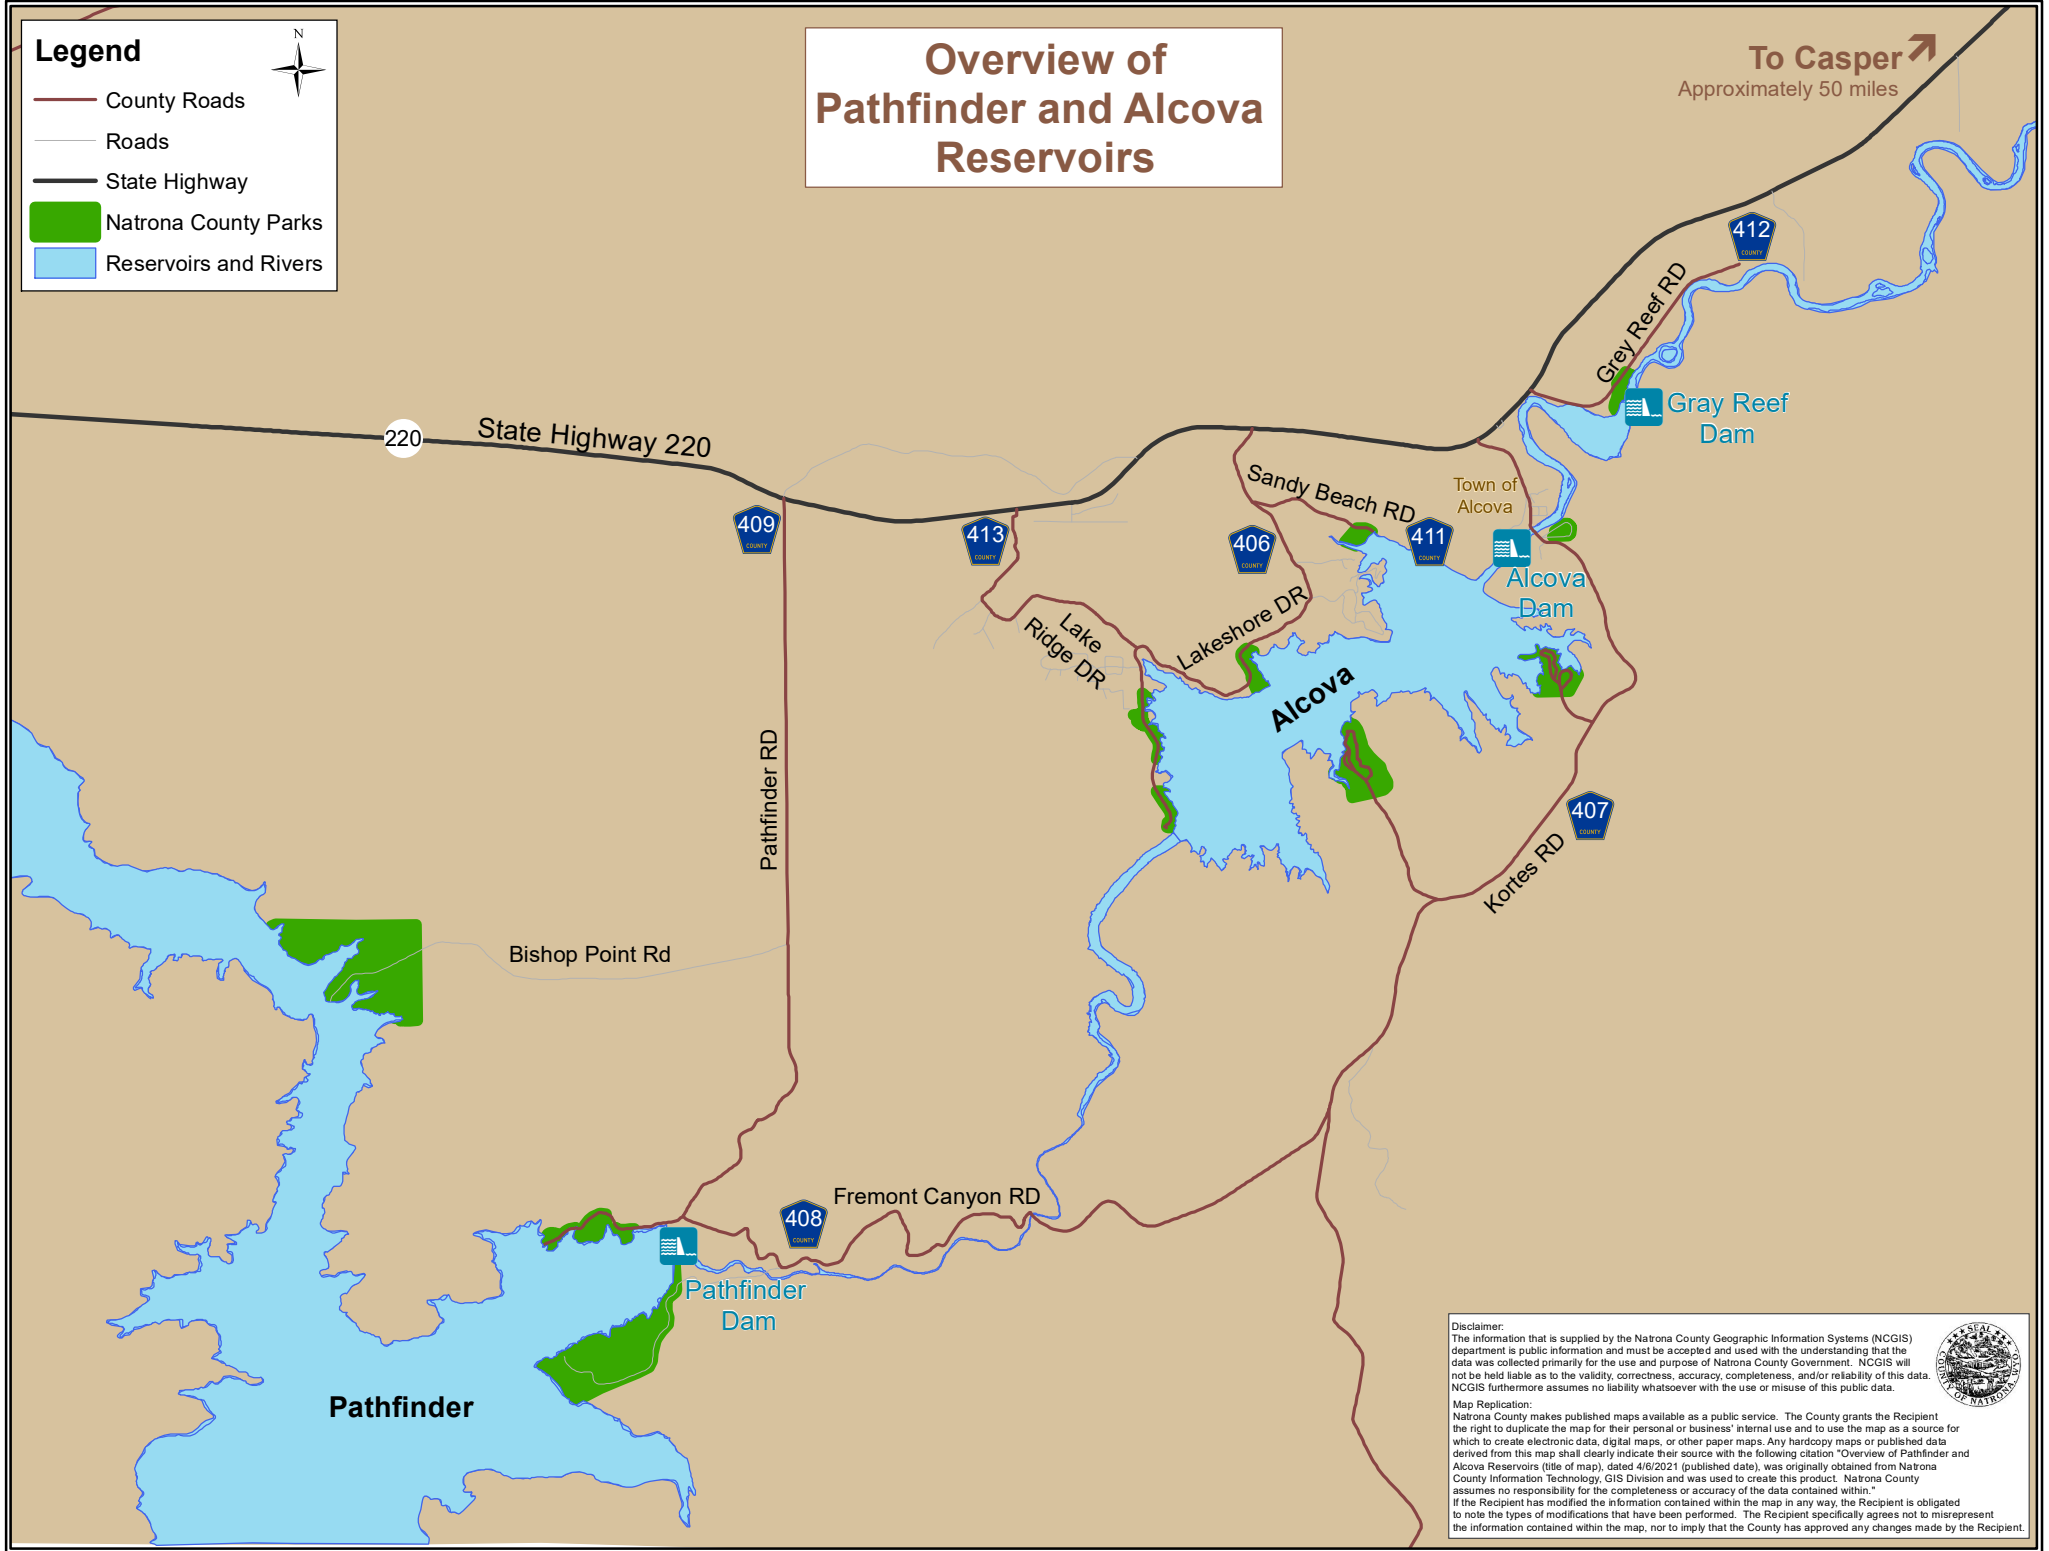 Legend
N
County Roads
Roads
State Highway
Natrona County Parks
Reservoirs and Rivers
Overview of
Pathfinder and Alcova
Reservoirs
To Casper
Approximately 50 miles
412
COUNTY
Grey Reef RD
Gray Reef
Dam
220
State Highway 220
409
COUNTY
413
COUNTY
Sandy Beach RD
406
COUNTY
411
COUNTY
Town of
Alcova
Alcova
Dam
Lake
Ridge DR
Lakeshore DR
Alcova
407
COUNTY
Kortes RD
Pathfinder RD
Bishop Point Rd
408
COUNTY
Fremont Canyon RD
Pathfinder
Dam
Pathfinder
Disclaimer:
The information that is supplied by the Natrona County Geographic Information Systems (NCGIS)
department is public information and must be accepted and used with the understanding that the
data was collected primarily for the use and purpose of Natrona County Government. NCGIS will
not be held liable as to the validity, correctness, accuracy, completeness, and/or reliability of this data.
NCGIS furthermore assumes no liability whatsoever with the use or misuse of this public data.
SEAL
COUNTY OF NATRONA, WYO.
Map Replication:
Natrona County makes published maps available as a public service. The County grants the Recipient
the right to duplicate the map for their personal or business' internal use and to use the map as a source for
which to create electronic data, digital maps, or other paper maps. Any hardcopy maps or published data
derived from this map shall clearly indicate their source with the following citation "Overview of Pathfinder and
Alcova Reservoirs (title of map), dated 4/6/2021 (published date), was originally obtained from Natrona
County Information Technology, GIS Division and was used to create this product. Natrona County
assumes no responsibility for the completeness or accuracy of the data contained within."
If the Recipient has modified the information contained within the map in any way, the Recipient is obligated
to note the types of modifications that have been performed. The Recipient specifically agrees not to misrepresent
the information contained within the map, nor to imply that the County has approved any changes made by the Recipient.